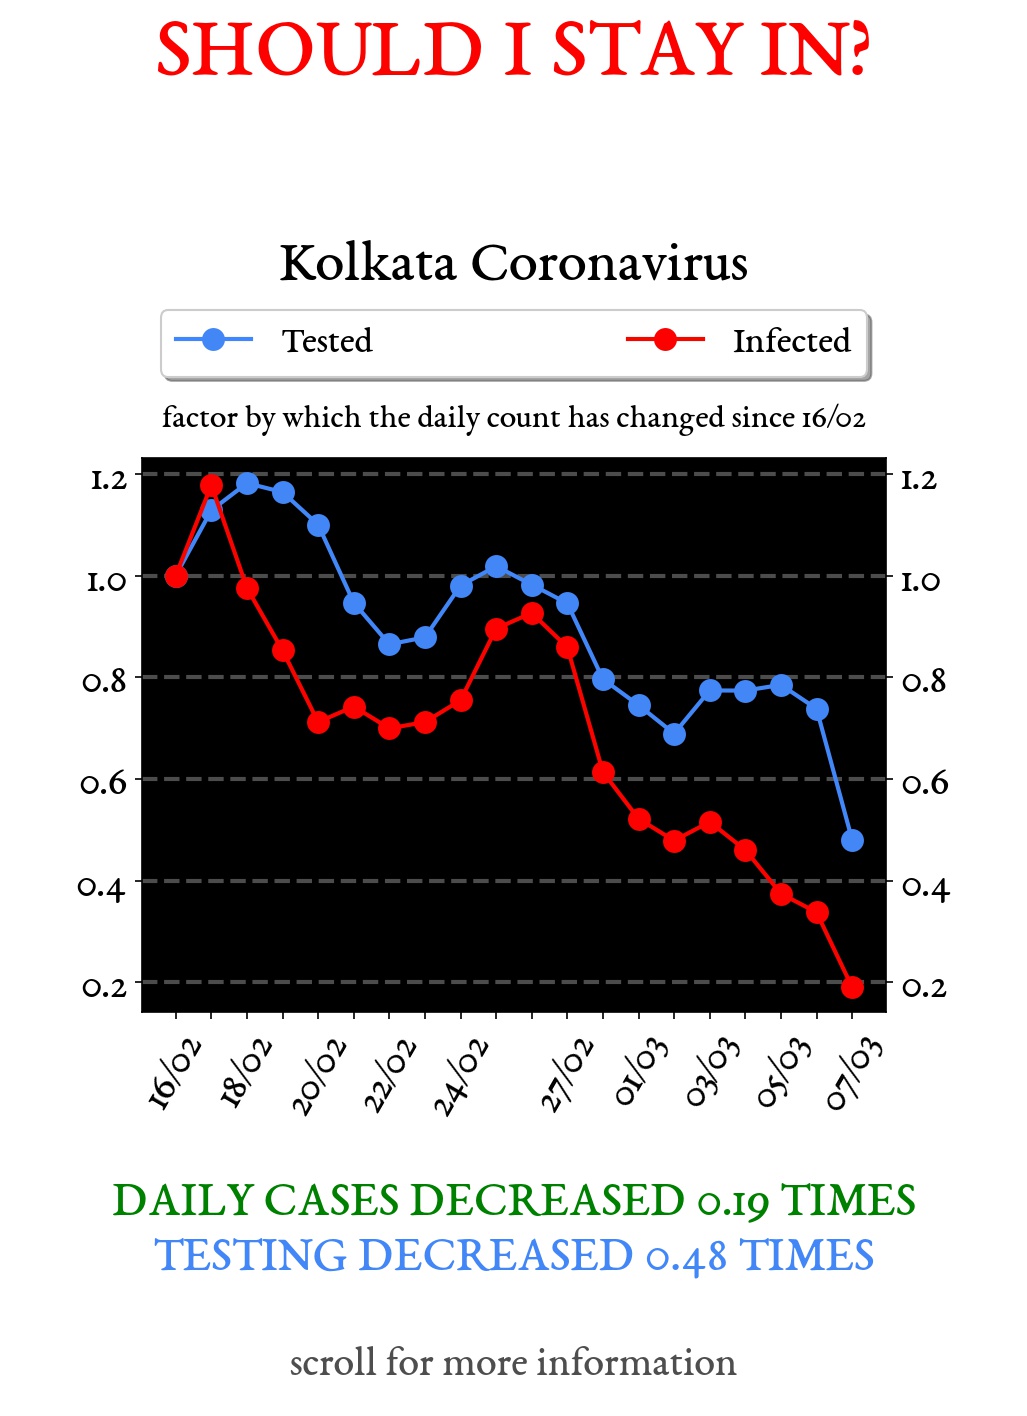 SHOULD I STAY IN?
Kolkata Coronavirus
Tested Infected
factor by which the daily count has changed since 16/02
1.2 1.2
1.0 1.0
0.8 0.8
0.6 0.6
0.4 0.4
0.2 0.2
16/02 18/02 20/02 22/02 24/02 27/02 01/03 03/03 05/03 07/03
DAILY CASES DECREASED 0.19 TIMES
TESTING DECREASED 0.48 TIMES
scroll for more information